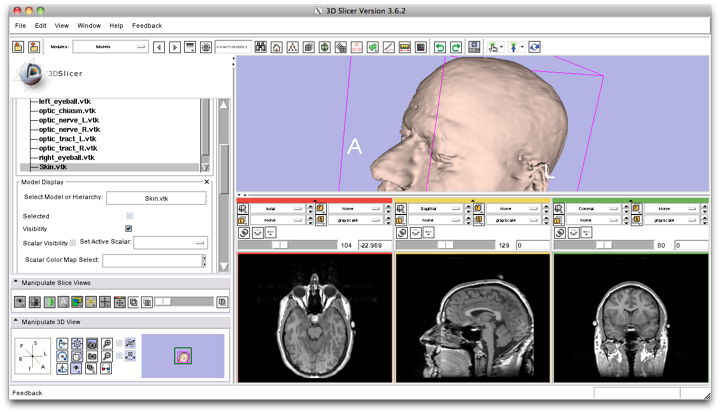 3D Slicer Version 3.6.2
File Edit View Window Help Feedback
Modules: Models
Search modules
3DSlicer
left_eyeball.vtk
optic_chiasm.vtk
optic_nerve_L.vtk
optic_nerve_R.vtk
optic_tract_L.vtk
optic_tract_R.vtk
right_eyeball.vtk
Skin.vtk
Model Display
Select Model or Hierarchy: Skin.vtk
Selected
Visibility
Scalar Visibility Set Active Scalar:
Scalar Color Map Select:
Manipulate Slice Views
Manipulate 3D View
P S L
R I A
A
L
Axial None
None grayscale
104 -22.969
Sagittal None
None grayscale
129 0
Coronal None
None grayscale
80 0
Feedback